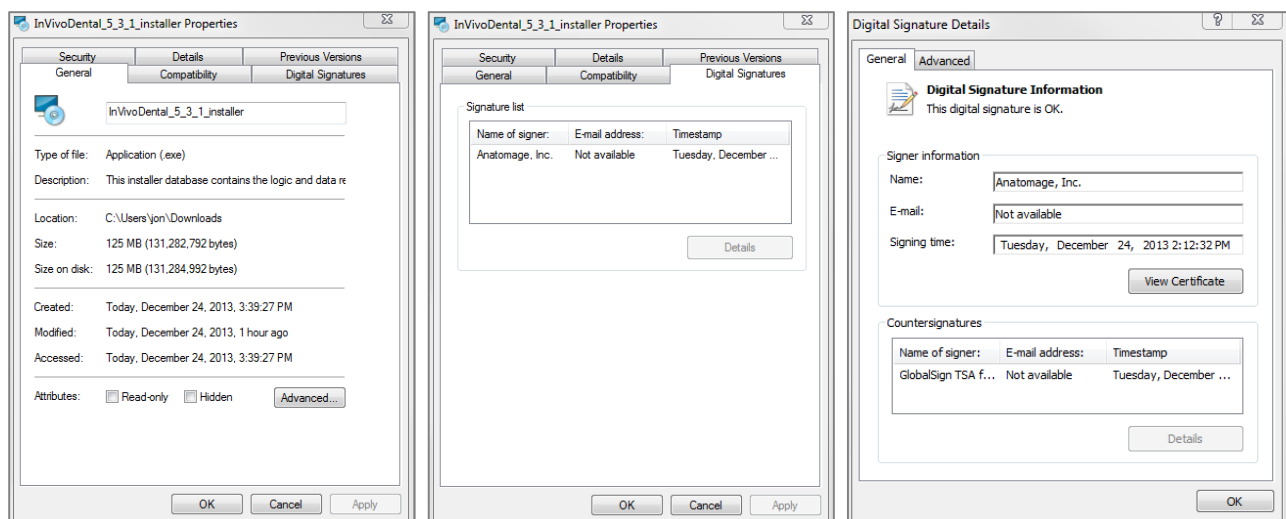 InVivoDental_5_3_1_installer Properties
Security Details Previous Versions
General Compatibility Digital Signatures
InVivoDental_5_3_1_installer
Type of file: Application (.exe)
Description: This installer database contains the logic and data re
Location: C:\Users\jon\Downloads
Size: 125 MB (131,282,792 bytes)
Size on disk: 125 MB (131,284,992 bytes)
Created: Today, December 24, 2013, 3:39:27 PM
Modified: Today, December 24, 2013, 1 hour ago
Accessed: Today, December 24, 2013, 3:39:27 PM
Attributes: Read-only Hidden Advanced...
OK Cancel Apply
InVivoDental_5_3_1_installer Properties
Security Details Previous Versions
General Compatibility Digital Signatures
Signature list
Name of signer: E-mail address: Timestamp
Anatomage, Inc. Not available Tuesday, December ...
Details
OK Cancel Apply
Digital Signature Details
General Advanced
Digital Signature Information
This digital signature is OK.
Signer information
Name: Anatomage, Inc.
E-mail: Not available
Signing time: Tuesday, December 24, 2013 2:12:32 PM
View Certificate
Countersignatures
Name of signer: E-mail address: Timestamp
GlobalSign TSA f... Not available Tuesday, December ...
Details
OK